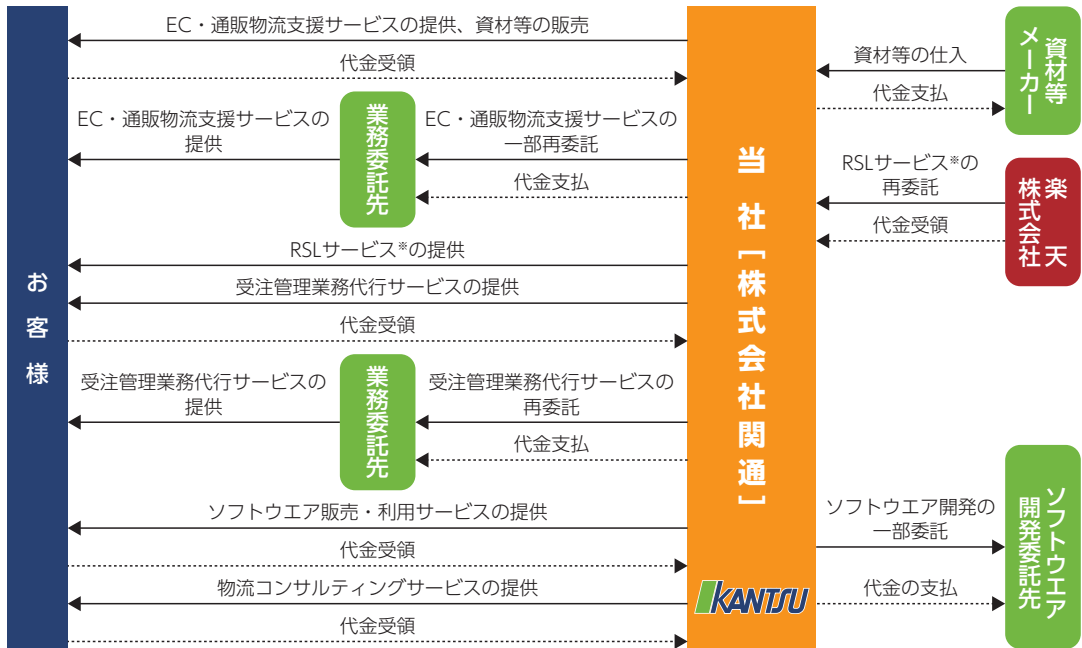 お客様
EC・通販物流支援サービスの提供、資材等の販売
代金受領
EC・通販物流支援サービスの
提供
業務委託先
EC・通販物流支援サービスの
一部再委託
代金支払
RSLサービス※の提供
受注管理業務代行サービスの提供
代金受領
受注管理業務代行サービスの
提供
業務委託先
受注管理業務代行サービスの
再委託
代金支払
ソフトウエア販売・利用サービスの提供
代金受領
物流コンサルティングサービスの提供
代金受領
当社[株式会社関通]
KANTSU
資材等の仕入
代金支払
資材等
メーカー
RSLサービス※の
再委託
代金受領
楽天
株式会社
ソフトウエア開発の
一部委託
代金の支払
ソフトウエア
開発委託先